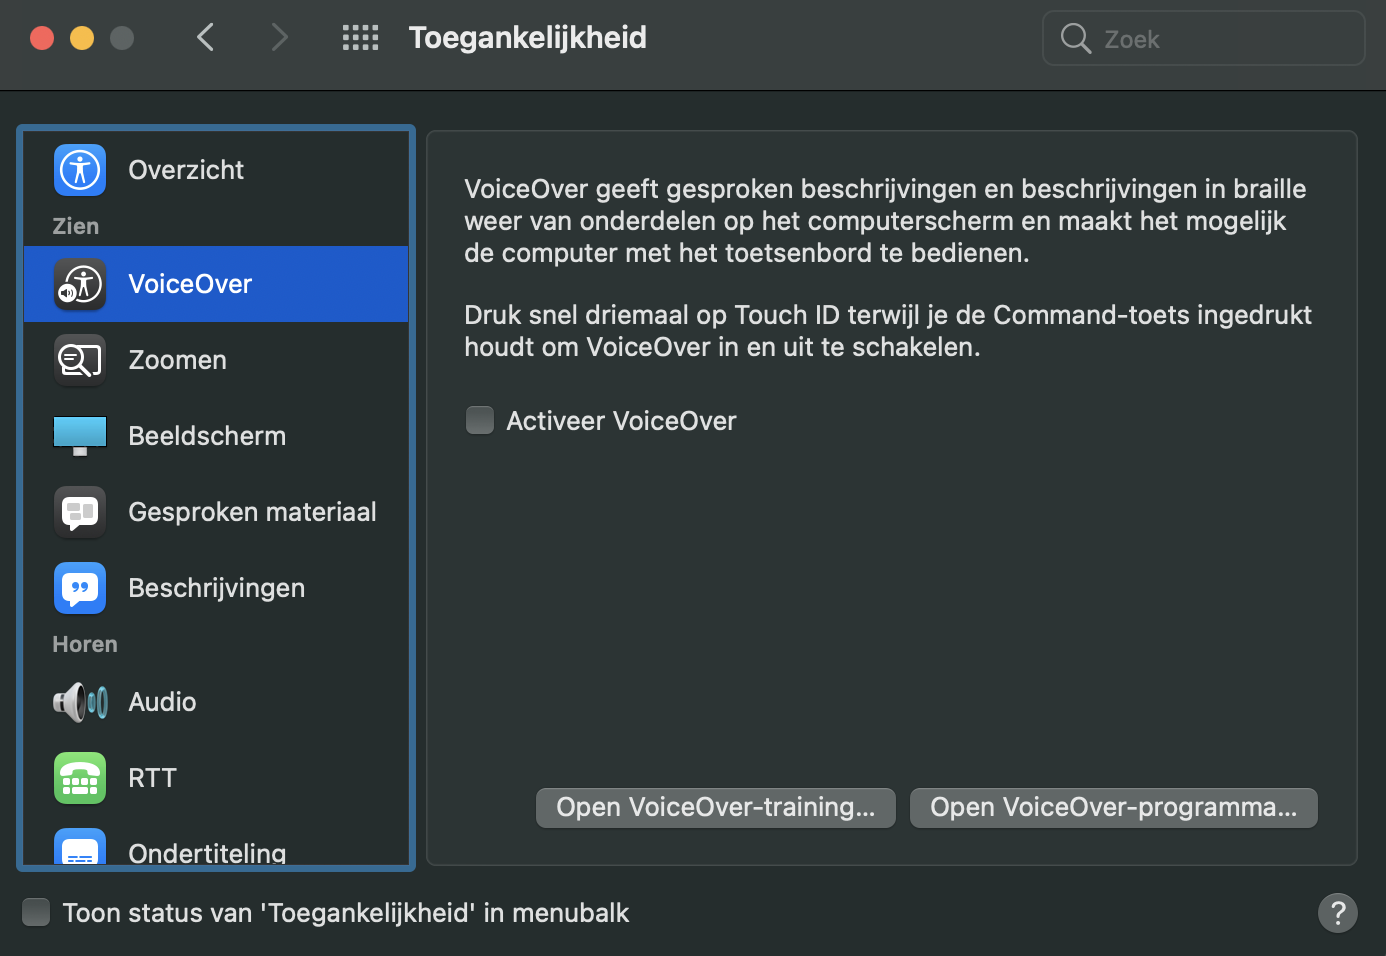 Toegankelijkheid
Zoek
Overzicht
Zien
VoiceOver
Zoomen
Beeldscherm
Gesproken materiaal
Beschrijvingen
Horen
Audio
RTT
Ondertiteling
VoiceOver geeft gesproken beschrijvingen en beschrijvingen in braille
weer van onderdelen op het computerscherm en maakt het mogelijk
de computer met het toetsenbord te bedienen.
Druk snel driemaal op Touch ID terwijl je de Command-toets ingedrukt
houdt om VoiceOver in en uit te schakelen.
Activeer VoiceOver
Open VoiceOver-training...
Open VoiceOver-programma...
Toon status van 'Toegankelijkheid' in menubalk
?